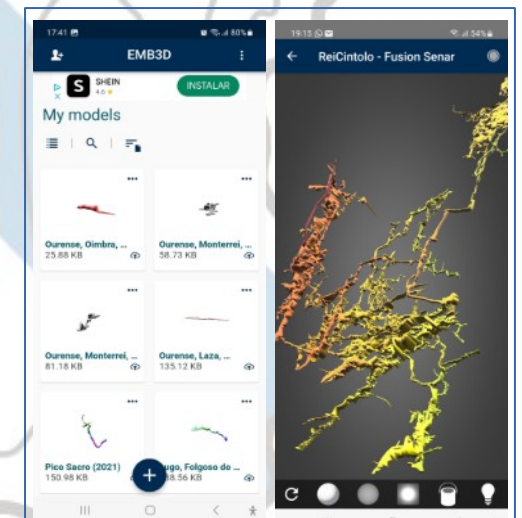 17:41
80%
EMB3D
SHEIN
4.6 ★
INSTALAR
My models
Ourense, Oimbra, ...
25.88 KB
Ourense, Monterrei, ...
58.73 KB
Ourense, Monterrei, ...
81.18 KB
Ourense, Laza, ...
135.12 KB
Pico Sacro (2021)
150.98 KB
Folgoso do ...
19:15
54%
ReiCintolo - Fusion Senar